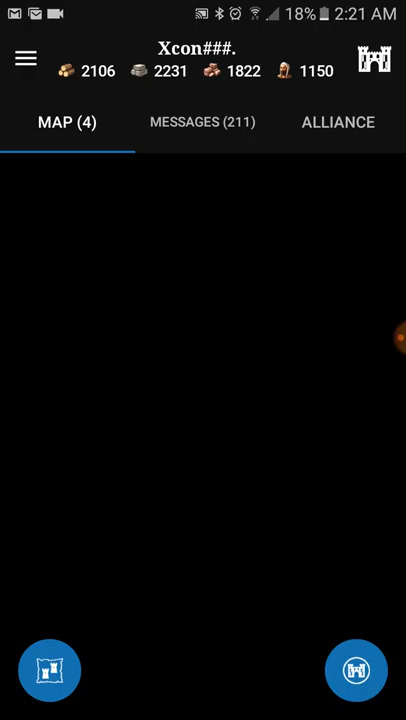 18% 2:21 AM
Xcon###.
2106 2231 1822 1150
MAP (4) MESSAGES (211) ALLIANCE